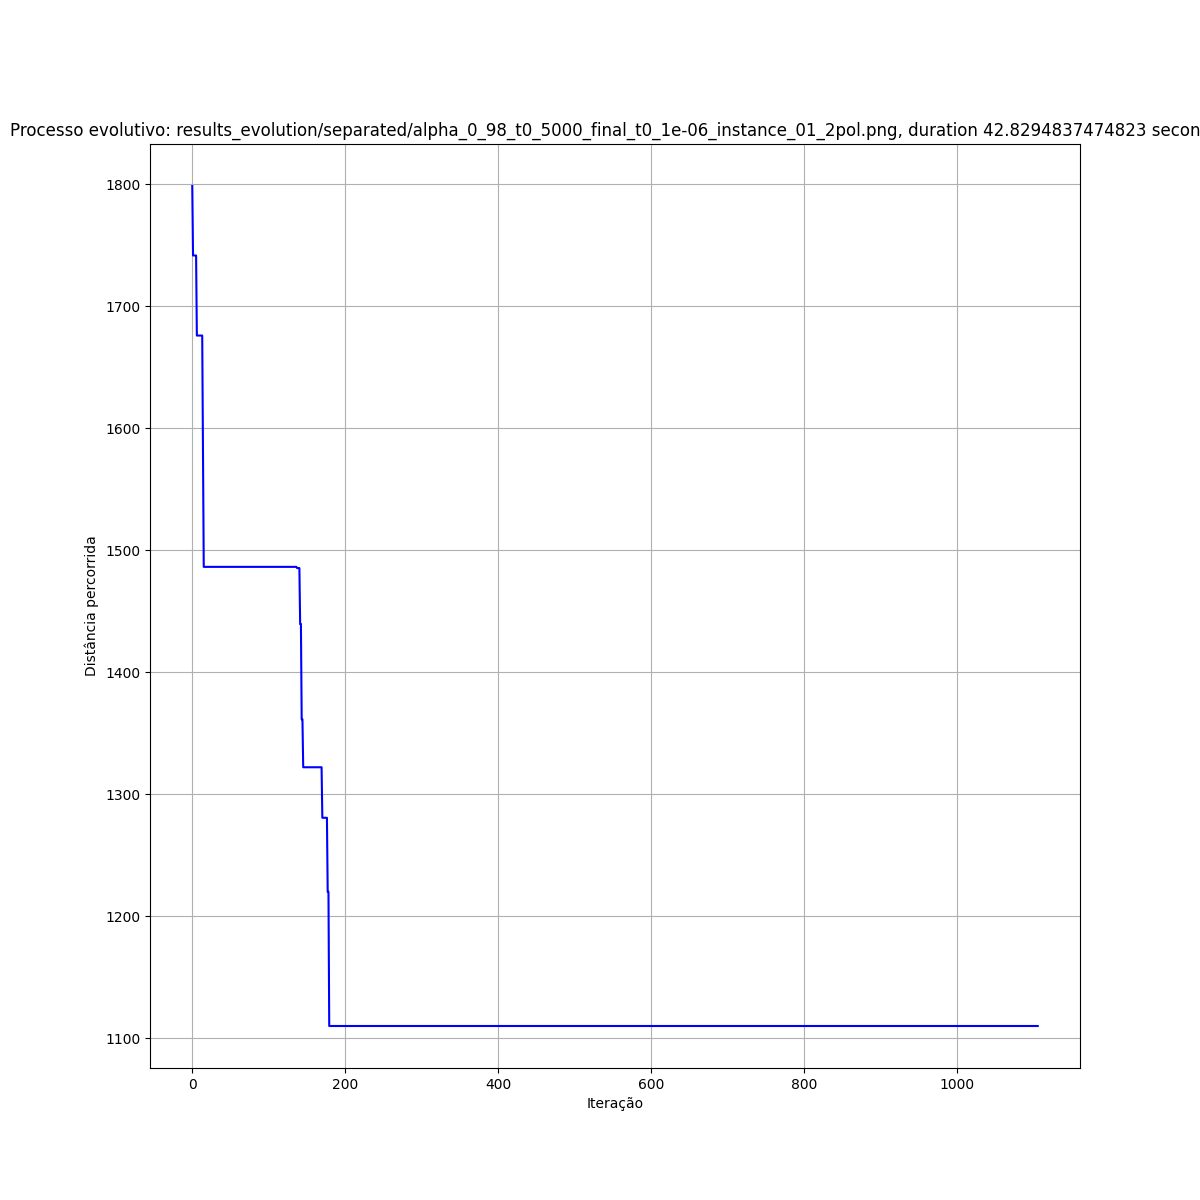 Processo evolutivo: results_evolution/separated/alpha_0_98_t0_5000_final_t0_1e-06_instance_01_2pol.png, duration 42.8294837474823 secon
1800
1700
1600
1500
1400
1300
1200
1100
Distância percorrida
0 200 400 600 800 1000
Iteração